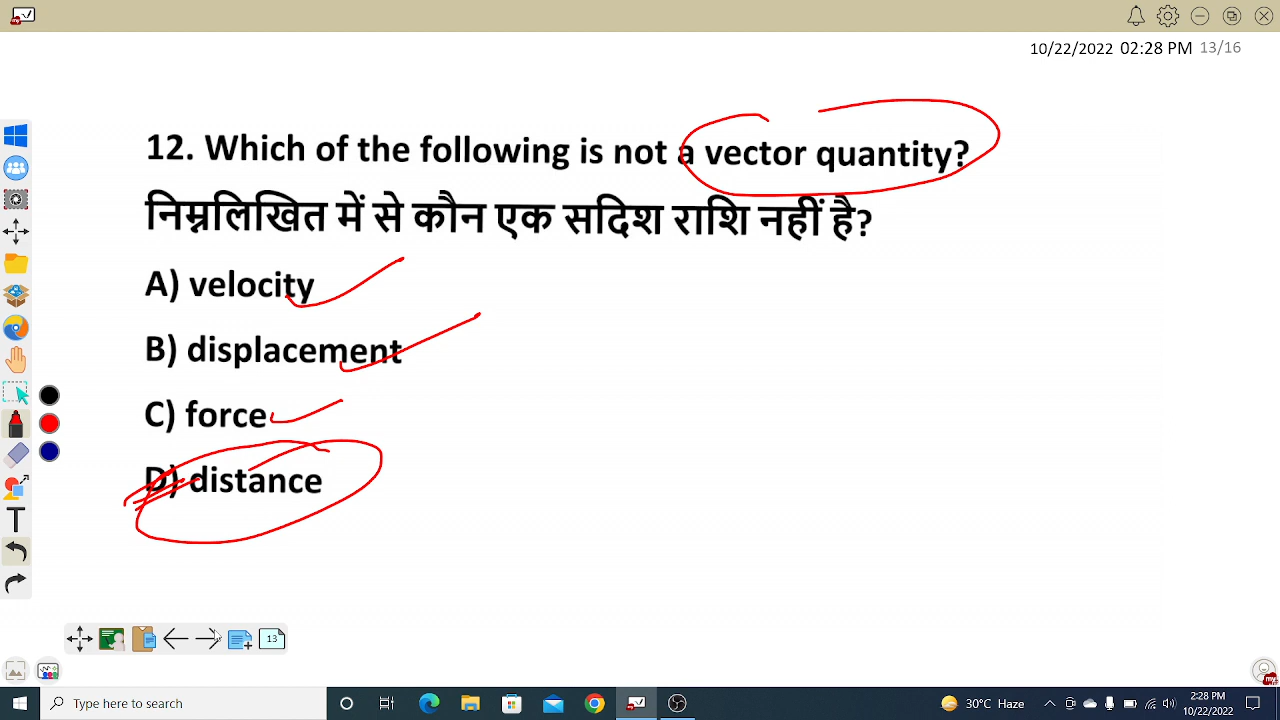 10/22/2022 02:28 PM 13/16
12. Which of the following is not a vector quantity?
निम्नलिखित में से कौन एक सदिश राशि नहीं है?
A) velocity
B) displacement
C) force
D) distance
T
13
Type here to search
30°C Haze
2:28 PM
10/22/2022